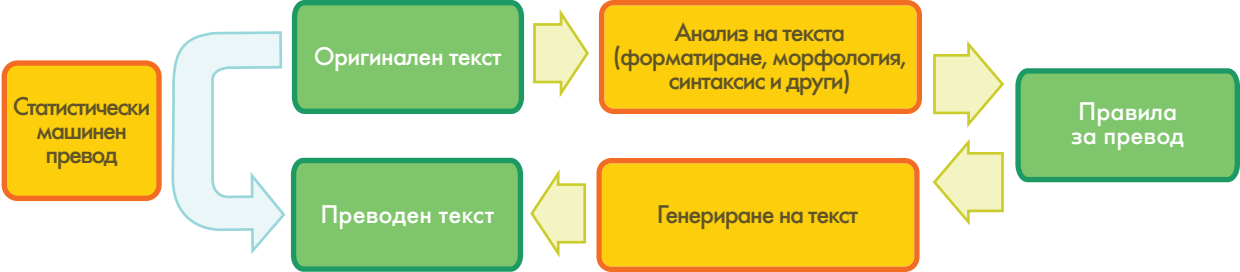 Статистически
машинен
превод
Оригинален текст
Анализ на текста
(форматиране, морфология,
синтаксис и други)
Правила
за превод
Преводен текст
Генериране на текст